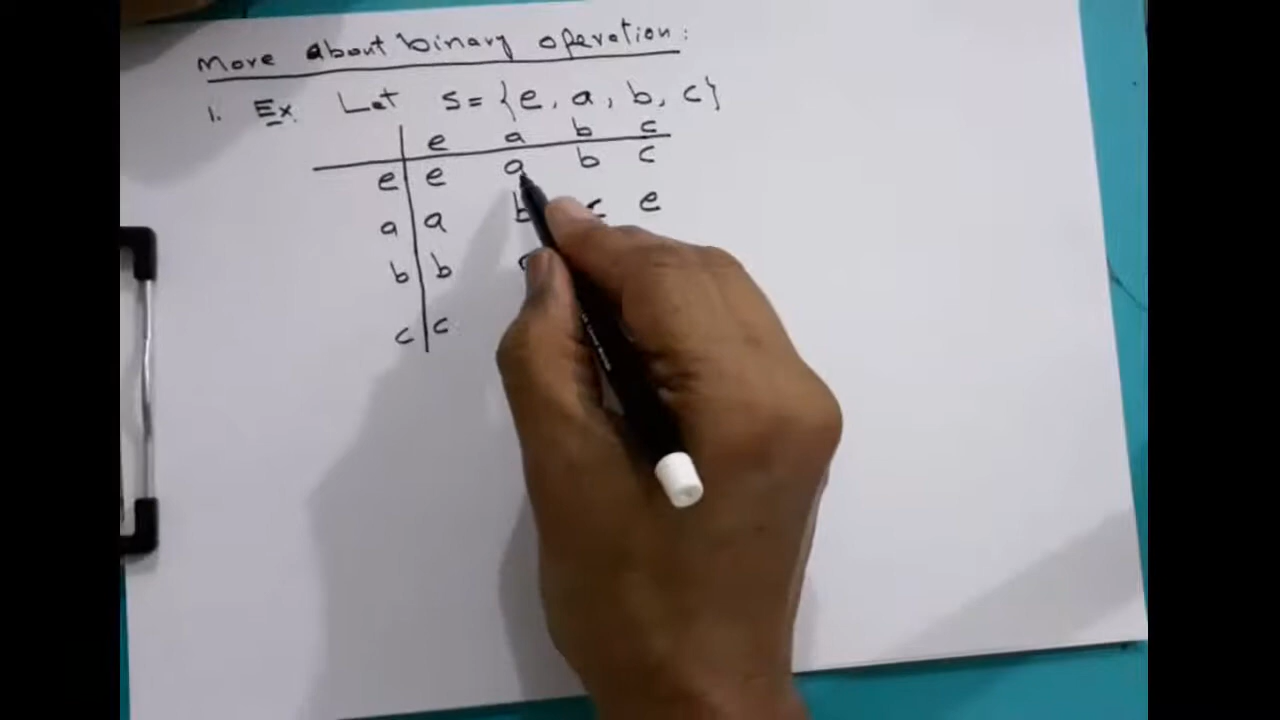 More about binary operation:
1. Ex. Let S = {e, a, b, c}
e a b c
e e a b c
a a b c e
b b
c c